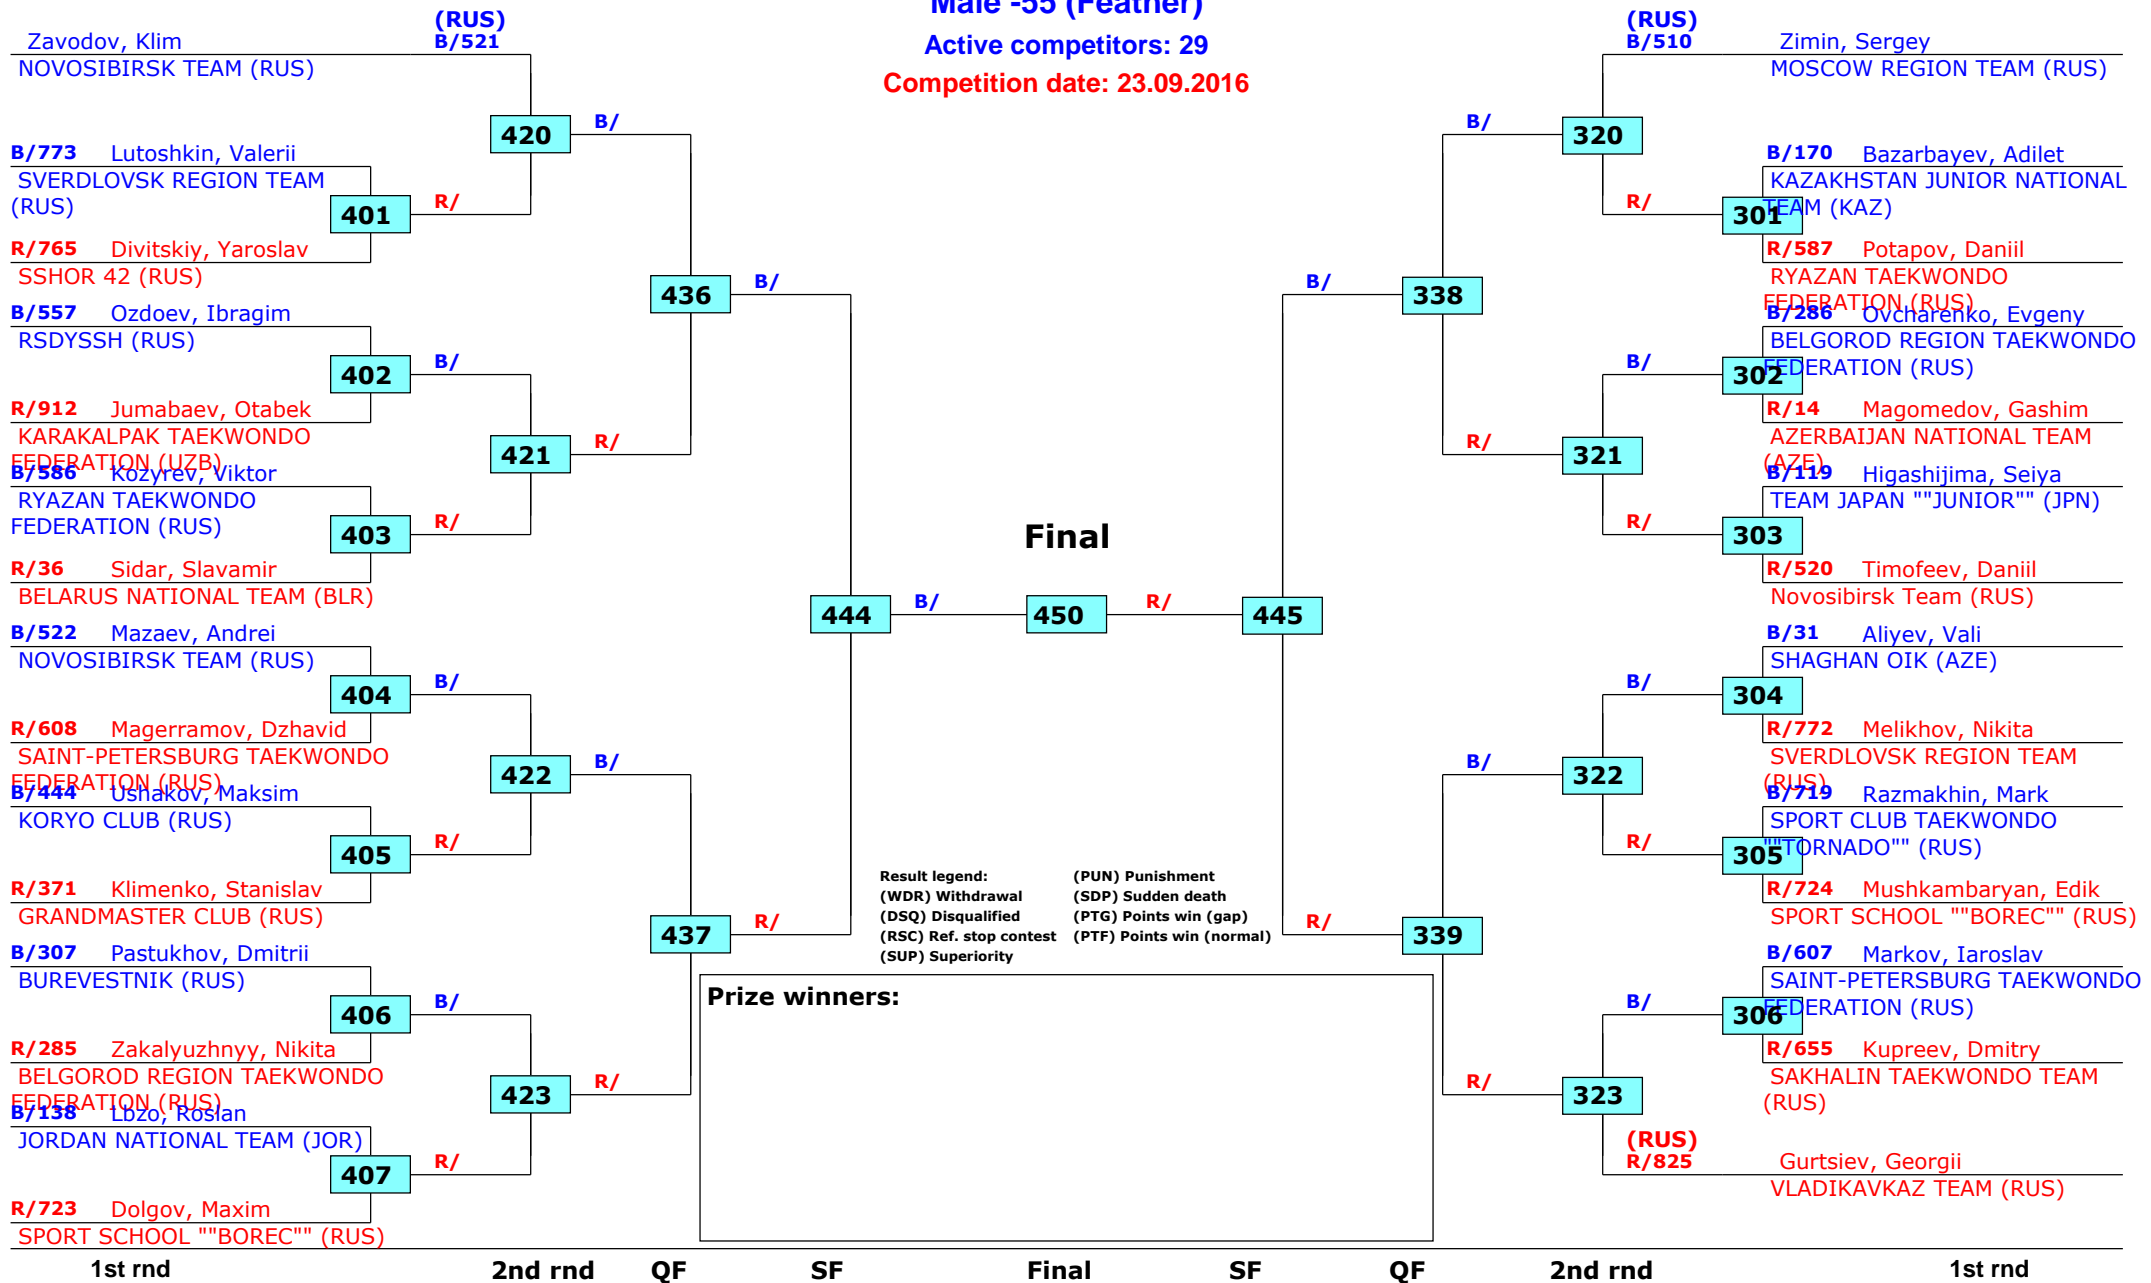 Male -55 (Feather)
Active competitors: 29
Competition date: 23.09.2016
(RUS)
B/521
Zavodov, Klim
NOVOSIBIRSK TEAM (RUS)
420
B/
B/773 Lutoshkin, Valerii
SVERDLOVSK REGION TEAM
(RUS)
401
R/
R/765 Divitskiy, Yaroslav
SSHOR 42 (RUS)
436
B/
B/557 Ozdoev, Ibragim
RSDYSSH (RUS)
402
B/
R/912 Jumabaev, Otabek
KARAKALPAK TAEKWONDO
FEDERATION (UZB)
421
R/
B/586 Kozyrev, Viktor
RYAZAN TAEKWONDO
FEDERATION (RUS)
403
R/
R/36 Sidar, Slavamir
BELARUS NATIONAL TEAM (BLR)
444
B/
B/522 Mazaev, Andrei
NOVOSIBIRSK TEAM (RUS)
404
B/
R/608 Magerramov, Dzhavid
SAINT-PETERSBURG TAEKWONDO
FEDERATION (RUS)
422
B/
B/444 Ushakov, Maksim
KORYO CLUB (RUS)
405
R/
R/371 Klimenko, Stanislav
GRANDMASTER CLUB (RUS)
437
R/
B/307 Pastukhov, Dmitrii
BUREVESTNIK (RUS)
406
B/
R/285 Zakalyuzhnyy, Nikita
BELGOROD REGION TAEKWONDO
FEDERATION (RUS)
423
R/
B/138 Lbzo, Roslan
JORDAN NATIONAL TEAM (JOR)
407
R/
R/723 Dolgov, Maxim
SPORT SCHOOL ""BOREC"" (RUS)
Final
450
R/
445
(RUS)
B/510
Zimin, Sergey
MOSCOW REGION TEAM (RUS)
B/
320
B/170 Bazarbayev, Adilet
KAZAKHSTAN JUNIOR NATIONAL
TEAM (KAZ)
R/
301
R/587 Potapov, Daniil
RYAZAN TAEKWONDO
FEDERATION (RUS)
B/
338
B/286 Ovcharenko, Evgeny
BELGOROD REGION TAEKWONDO
FEDERATION (RUS)
B/
302
R/14 Magomedov, Gashim
AZERBAIJAN NATIONAL TEAM
(AZE)
R/
321
B/119 Higashijima, Seiya
TEAM JAPAN ""JUNIOR"" (JPN)
R/
303
R/520 Timofeev, Daniil
Novosibirsk Team (RUS)
B/31 Aliyev, Vali
SHAGHAN OIK (AZE)
B/
304
R/772 Melikhov, Nikita
SVERDLOVSK REGION TEAM
(RUS)
B/
322
B/719 Razmakhin, Mark
SPORT CLUB TAEKWONDO
""TORNADO"" (RUS)
R/
305
R/724 Mushkambaryan, Edik
SPORT SCHOOL ""BOREC"" (RUS)
R/
339
B/607 Markov, Iaroslav
SAINT-PETERSBURG TAEKWONDO
FEDERATION (RUS)
B/
306
R/655 Kupreev, Dmitry
SAKHALIN TAEKWONDO TEAM
(RUS)
R/
323
(RUS)
R/825
Gurtsiev, Georgii
VLADIKAVKAZ TEAM (RUS)
Result legend: (PUN) Punishment
(WDR) Withdrawal (SDP) Sudden death
(DSQ) Disqualified (PTG) Points win (gap)
(RSC) Ref. stop contest (PTF) Points win (normal)
(SUP) Superiority
Prize winners:
1st rnd 2nd rnd QF SF Final SF QF 2nd rnd 1st rnd